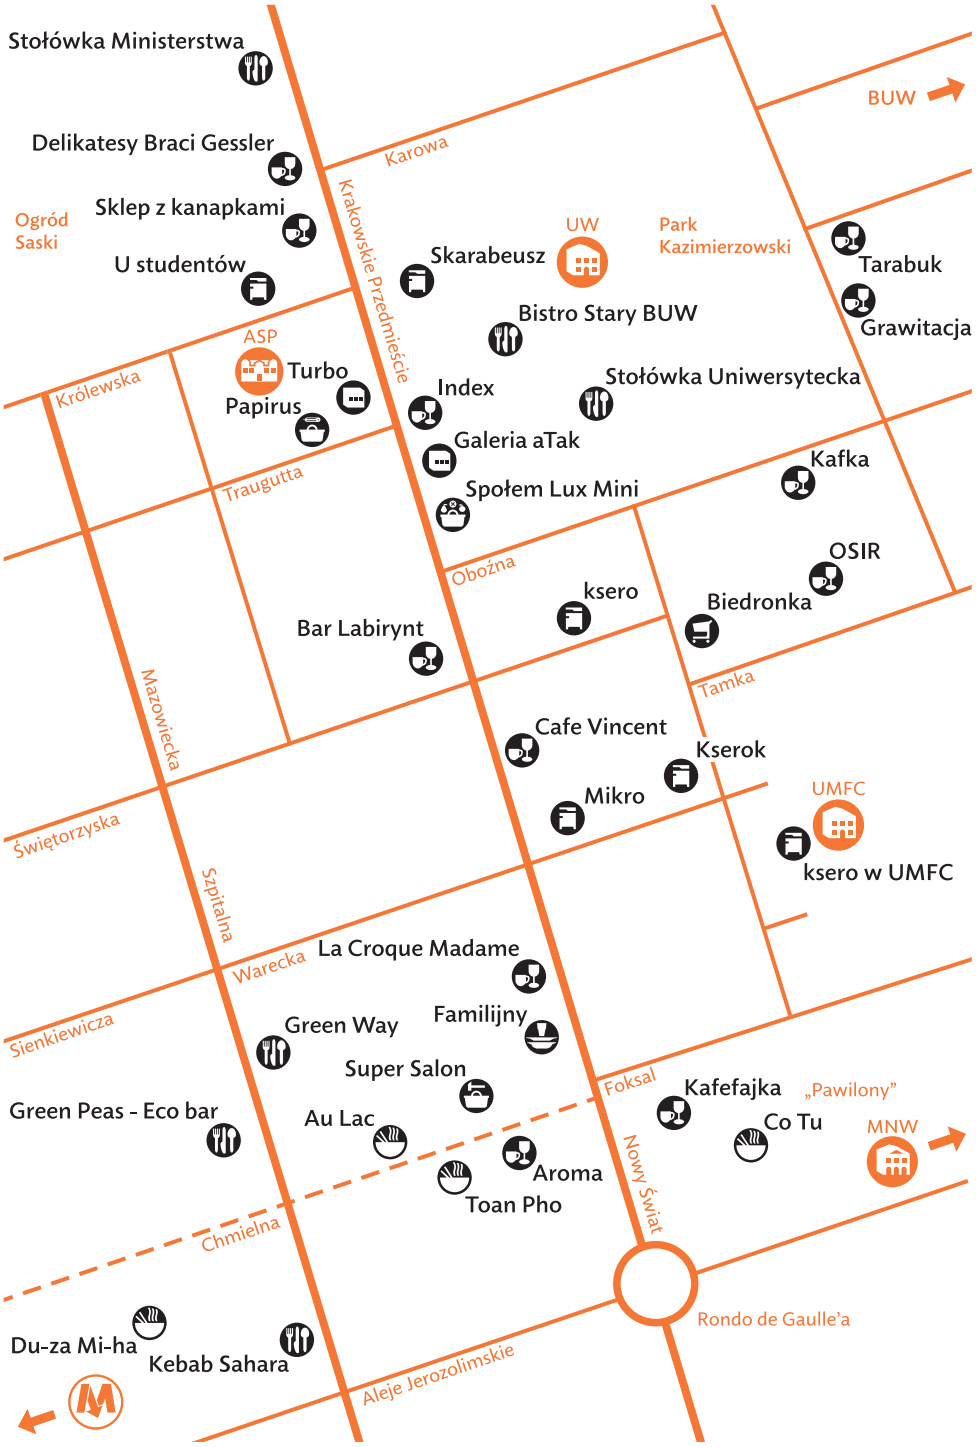 Stołówka Ministerstwa
BUW
Delikatesy Braci Gessler
Karowa
Sklep z kanapkami
Ogród
Saski
Krakowskie Przedmieście
UW
Park
Kazimierzowski
U studentów
Skarabeusz
Tarabuk
Bistro Stary BUW
Grawitacja
ASP
Turbo
Królewska
Papirus
Index
Stołówka Uniwersytecka
Galeria aTak
Kafka
Traugutta
Społem Lux Mini
Oboźna
OSIR
ksero
Biedronka
Bar Labirynt
Mazowiecka
Tamka
Cafe Vincent
Kserok
Mikro
UMFC
Świętorzyska
ksero w UMFC
Szpitalna
La Croque Madame
Warecka
Familijny
Sienkiewicza
Green Way
Super Salon
Foksal
Kafefajka
„Pawilony”
Green Peas - Eco bar
Au Lac
Co Tu
MNW
Nowy Świat
Aroma
Toan Pho
Chmielna
Rondo de Gaulle'a
Du-za Mi-ha
Kebab Sahara
Aleje Jerozolimskie
M